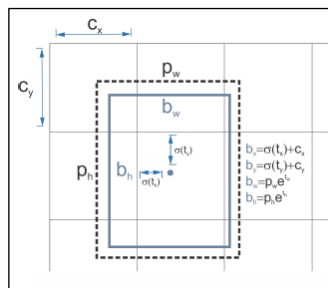 cx
pw
cy
bw
σ(ty)
ph
bh
σ(tx)
bx=σ(tx)+cx
by=σ(ty)+cy
bw=pwe^tw
bh=phe^th